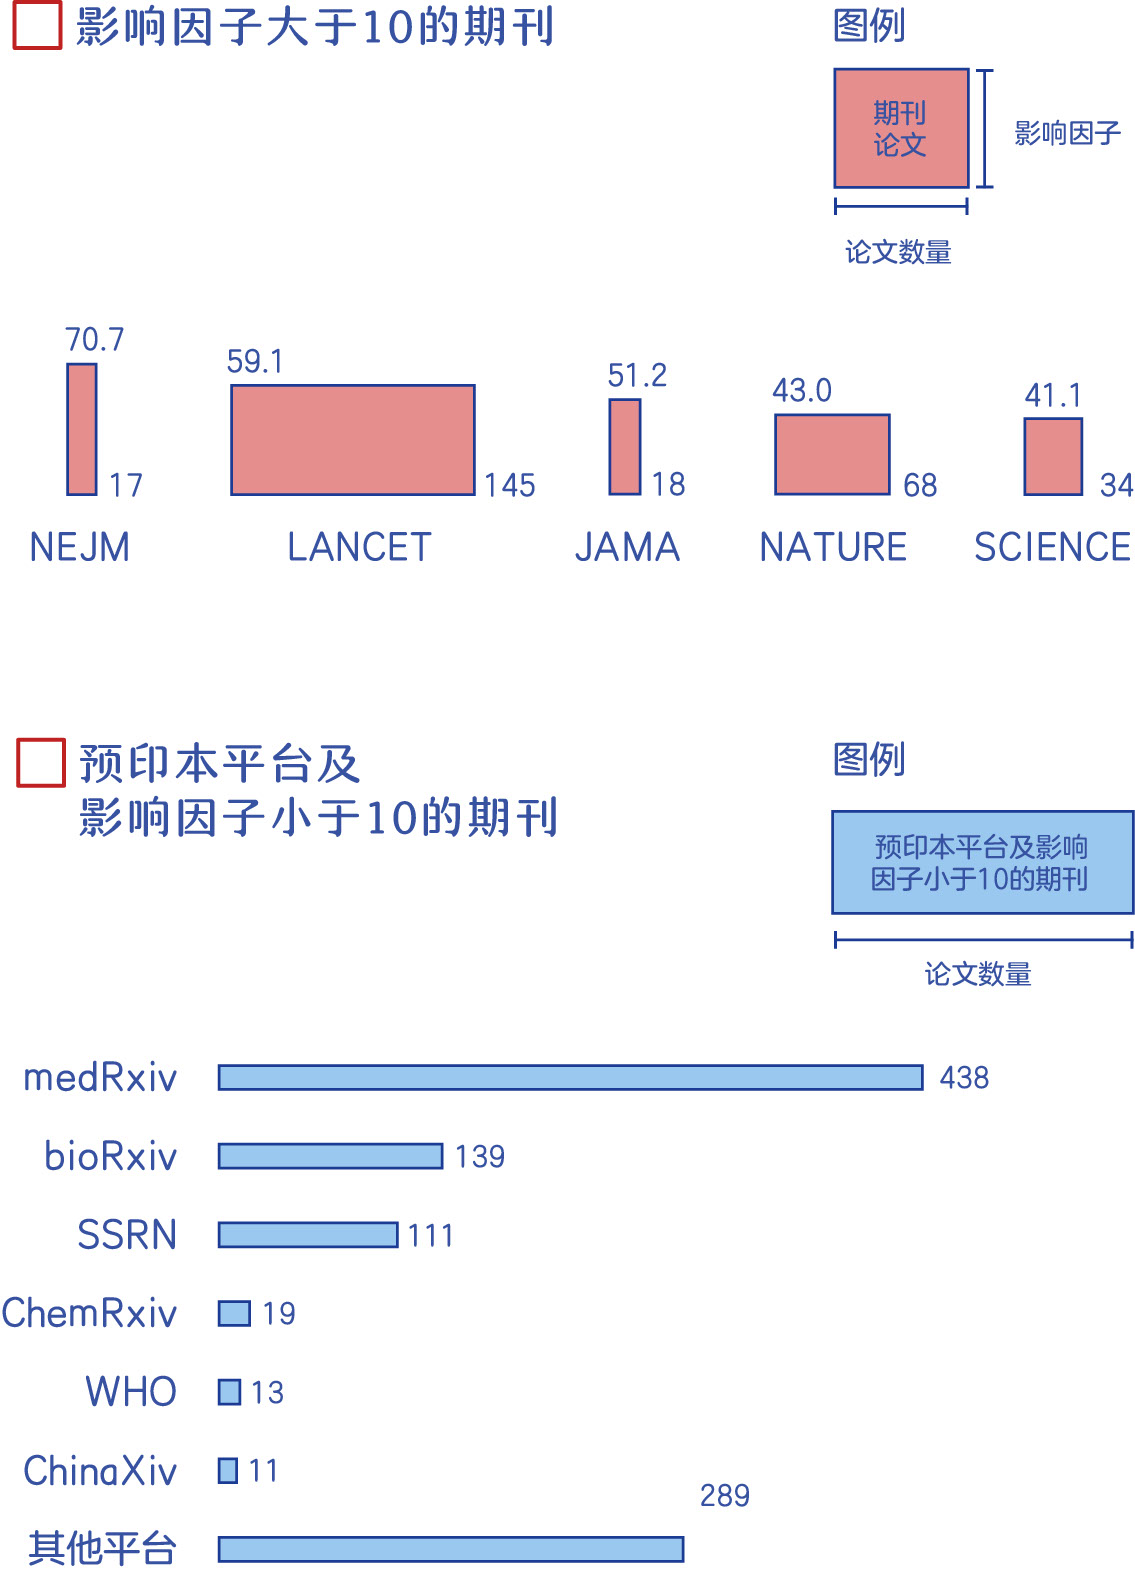 影响因子大于10的期刊
图例
期刊
论文
影响因子
论文数量
70.7
17
NEJM
59.1
145
LANCET
51.2
18
JAMA
43.0
68
NATURE
41.1
34
SCIENCE
预印本平台及
影响因子小于10的期刊
图例
预印本平台及影响
因子小于10的期刊
论文数量
medRxiv 438
bioRxiv 139
SSRN 111
ChemRxiv 19
WHO 13
ChinaXiv 11
其他平台 289